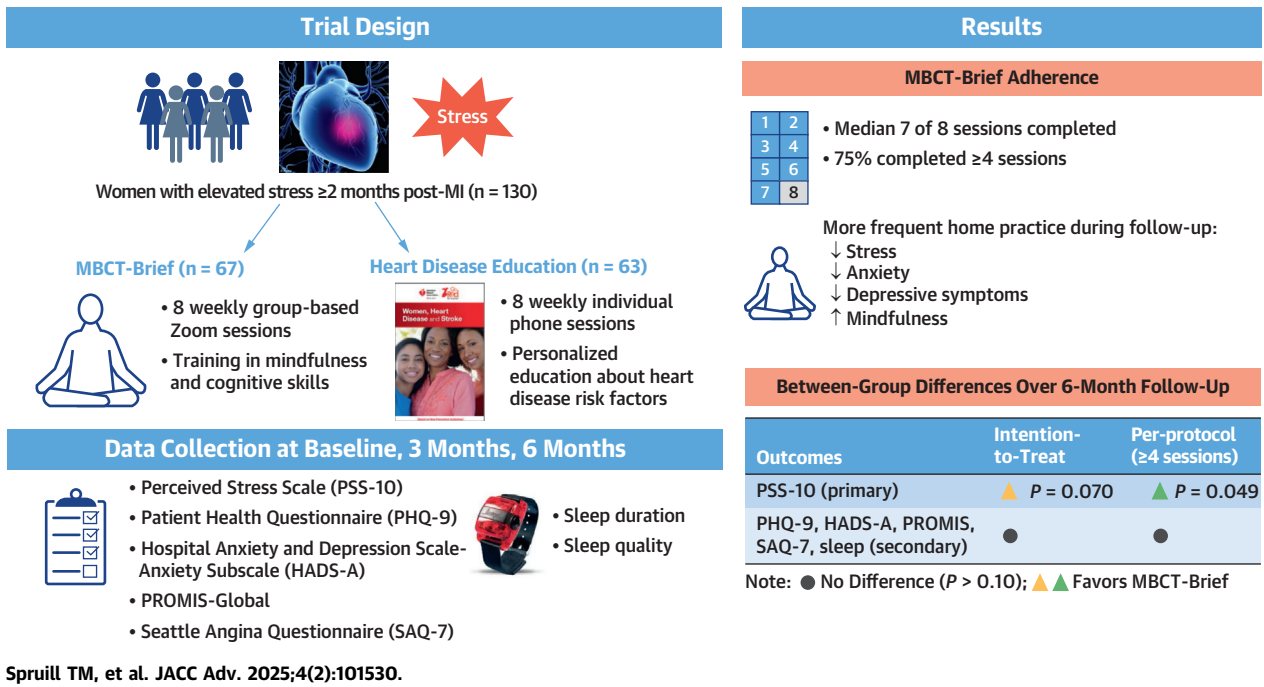 Trial Design
Stress
Women with elevated stress ≥2 months post-MI (n = 130)
MBCT-Brief (n = 67)
• 8 weekly group-based
Zoom sessions
• Training in mindfulness
and cognitive skills
Heart Disease Education (n = 63)
Women, Heart
Disease and Stroke
• 8 weekly individual
phone sessions
• Personalized
education about heart
disease risk factors
Data Collection at Baseline, 3 Months, 6 Months
• Perceived Stress Scale (PSS-10)
• Patient Health Questionnaire (PHQ-9)
• Hospital Anxiety and Depression Scale-
Anxiety Subscale (HADS-A)
• PROMIS-Global
• Seattle Angina Questionnaire (SAQ-7)
• Sleep duration
• Sleep quality
Results
MBCT-Brief Adherence
1 2
3 4
5 6
7 8
• Median 7 of 8 sessions completed
• 75% completed ≥4 sessions
More frequent home practice during follow-up:
↓ Stress
↓ Anxiety
↓ Depressive symptoms
↑ Mindfulness
Between-Group Differences Over 6-Month Follow-Up
Outcomes
Intention-
to-Treat
Per-protocol
(≥4 sessions)
PSS-10 (primary)
P = 0.070
P = 0.049
PHQ-9, HADS-A, PROMIS,
SAQ-7, sleep (secondary)
Note: ● No Difference (P > 0.10); ▲ ▲ Favors MBCT-Brief
Spruill TM, et al. JACC Adv. 2025;4(2):101530.